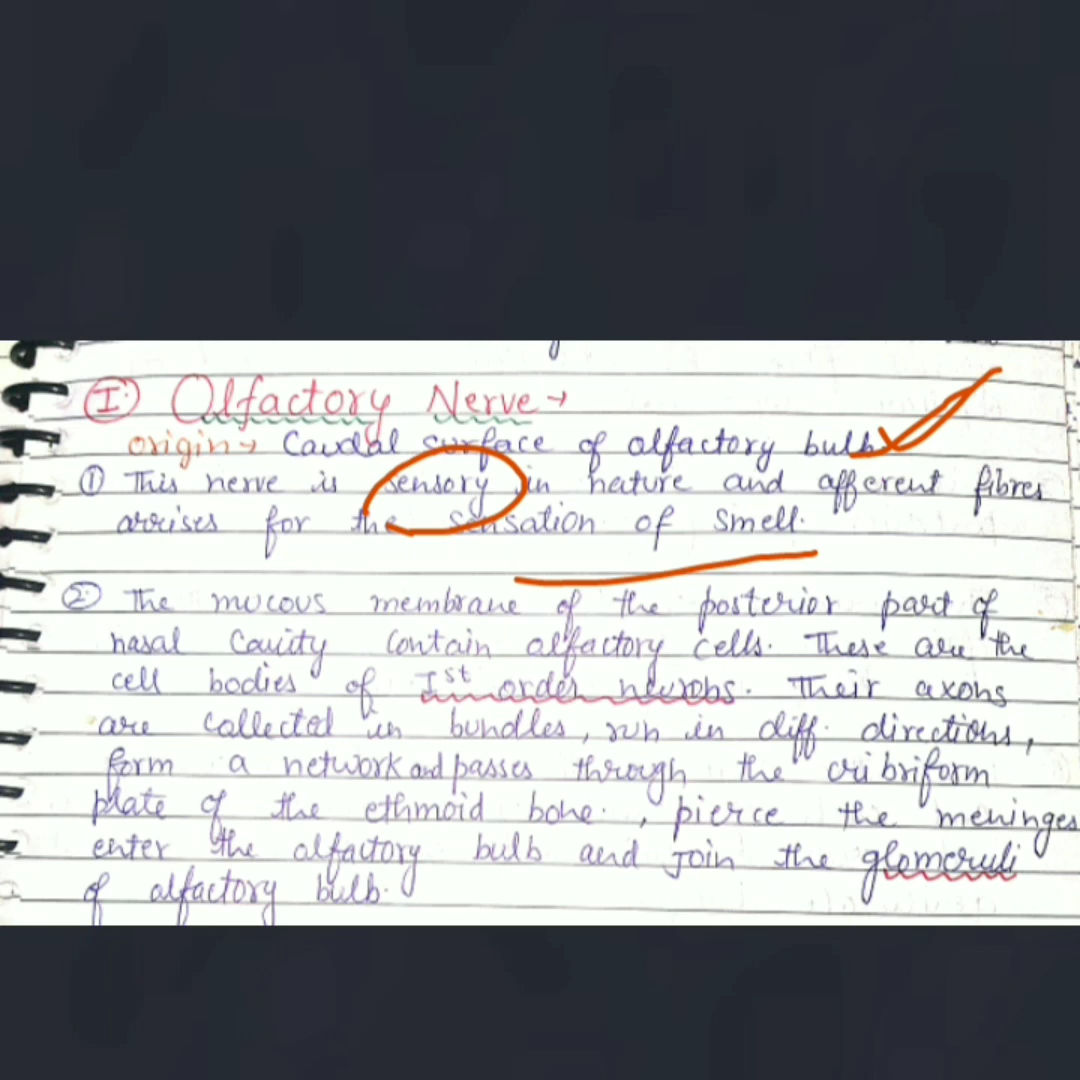 I. Olfactory Nerve →
origin → Caudal surface of olfactory bulb
① This nerve is sensory in nature and afferent fibres
arrises for the sensation of smell.
② The mucous membrane of the posterior part of
nasal Cavity Contain olfactory cells. These are the
cell bodies of Ist order neurons. Their axons
are collected in bundles, run in diff. directions,
form a network and passes through the cribriform
plate of the ethmoid bone. , pierce the meninges
enter the olfactory bulb and join the glomeruli
of olfactory bulb.